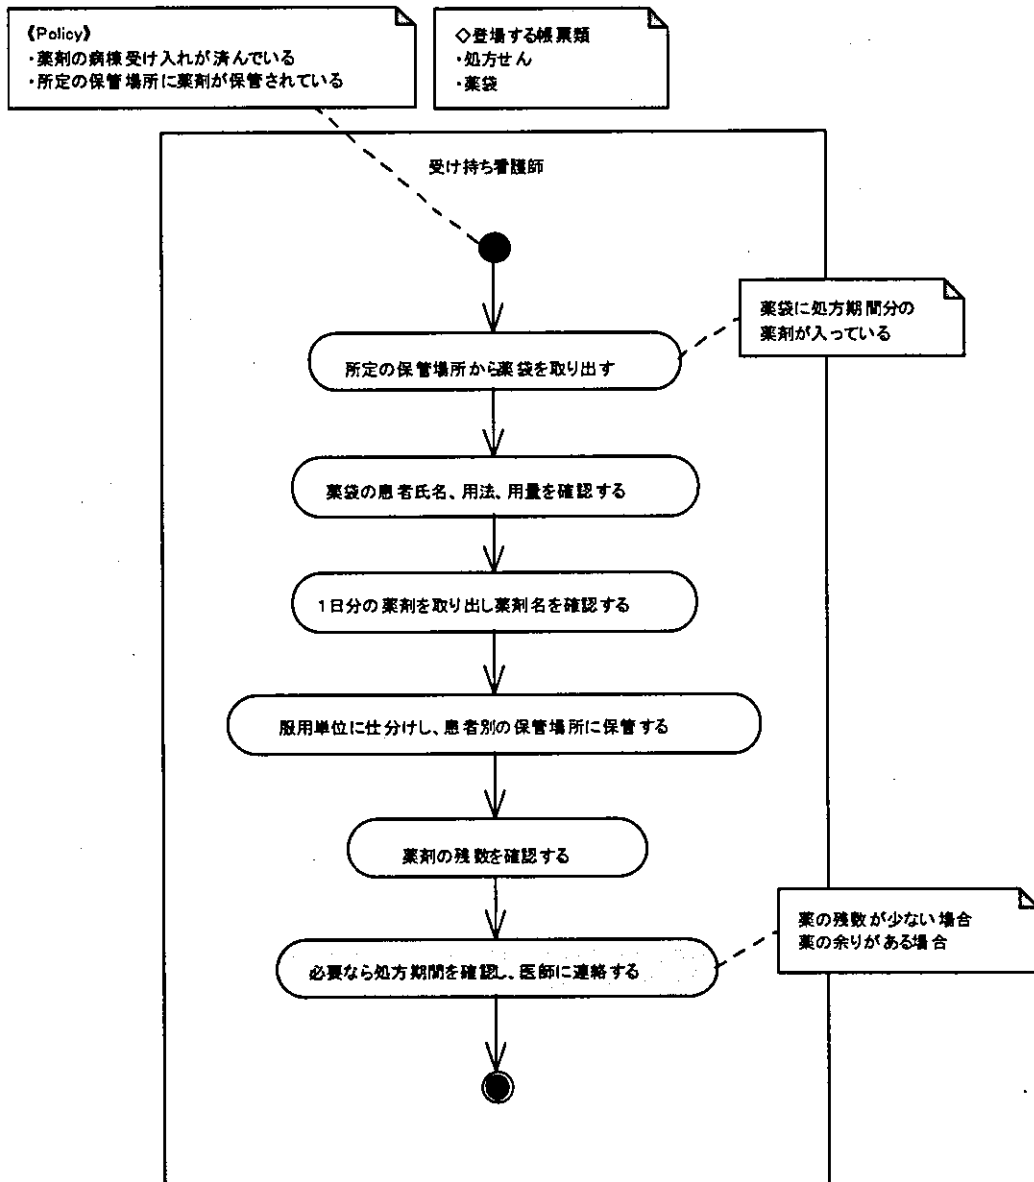 《Policy》
・薬剤の病棟受け入れが済んでいる
・所定の保管場所に薬剤が保管されている
◇登場する帳票類
・処方せん
・薬袋
受け持ち看護師
薬袋に処方期間分の
薬剤が入っている
所定の保管場所から薬袋を取り出す
薬袋の患者氏名、用法、用量を確認する
1日分の薬剤を取り出し薬剤名を確認する
服用単位に仕分けし、患者別の保管場所に保管する
薬剤の残数を確認する
薬の残数が少ない場合
薬の余りがある場合
必要なら処方期間を確認し、医師に連絡する